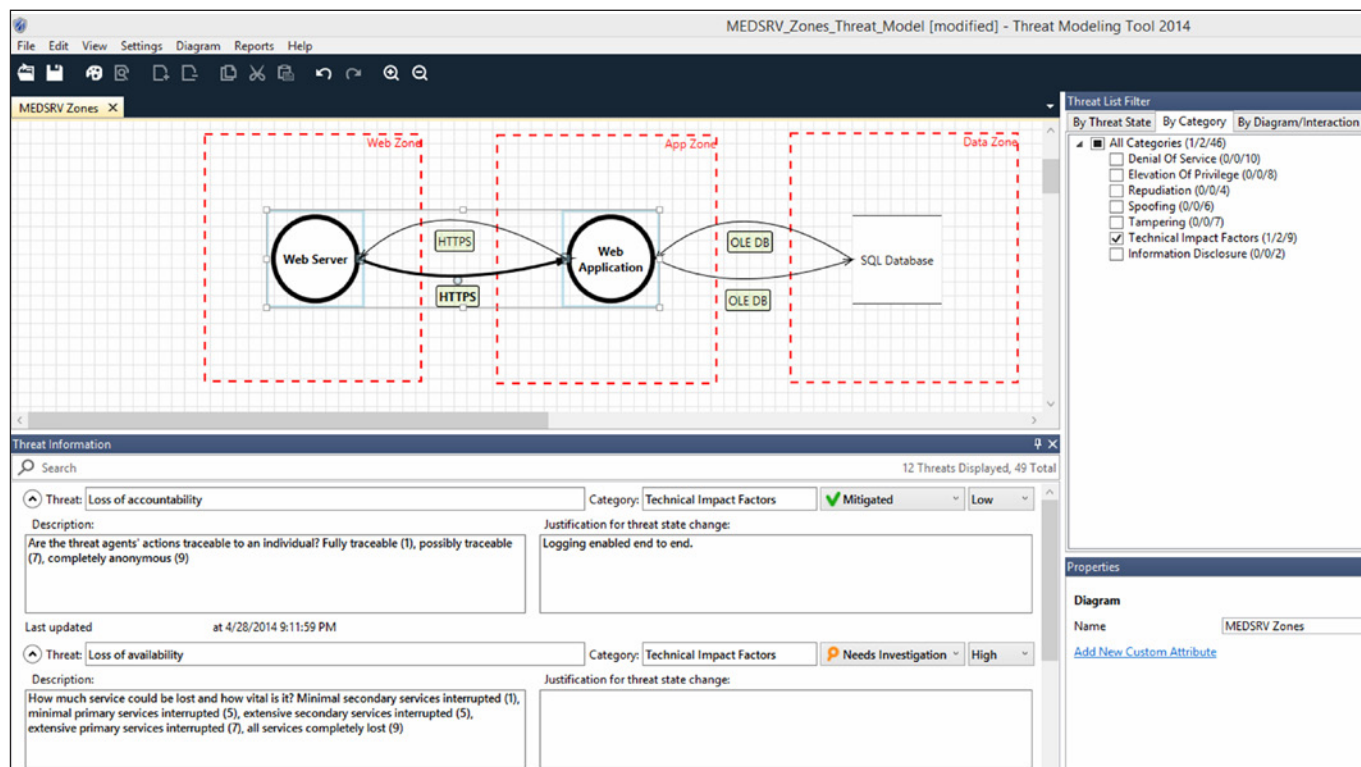 MEDSRV_Zones_Threat_Model [modified] - Threat Modeling Tool 2014
File Edit View Settings Diagram Reports Help
MEDSRV Zones
Web Zone
App Zone
Data Zone
HTTPS
Web Server
HTTPS
Web
Application
OLE DB
OLE DB
SQL Database
Threat List Filter
By Threat State By Category By Diagram/Interaction
All Categories (1/2/46)
Denial Of Service (0/0/10)
Elevation Of Privilege (0/0/8)
Repudiation (0/0/4)
Spoofing (0/0/6)
Tampering (0/0/7)
Technical Impact Factors (1/2/9)
Information Disclosure (0/0/2)
Threat Information
Search 12 Threats Displayed, 49 Total
Threat: Loss of accountability Category: Technical Impact Factors Mitigated Low
Description: Justification for threat state change:
Are the threat agents' actions traceable to an individual? Fully traceable (1), possibly traceable
(7), completely anonymous (9)
Logging enabled end to end.
Last updated at 4/28/2014 9:11:59 PM
Threat: Loss of availability Category: Technical Impact Factors Needs Investigation High
Description: Justification for threat state change:
How much service could be lost and how vital is it? Minimal secondary services interrupted (1),
minimal primary services interrupted (5), extensive secondary services interrupted (5),
extensive primary services interrupted (7), all services completely lost (9)
Properties
Diagram
Name MEDSRV Zones
Add New Custom Attribute